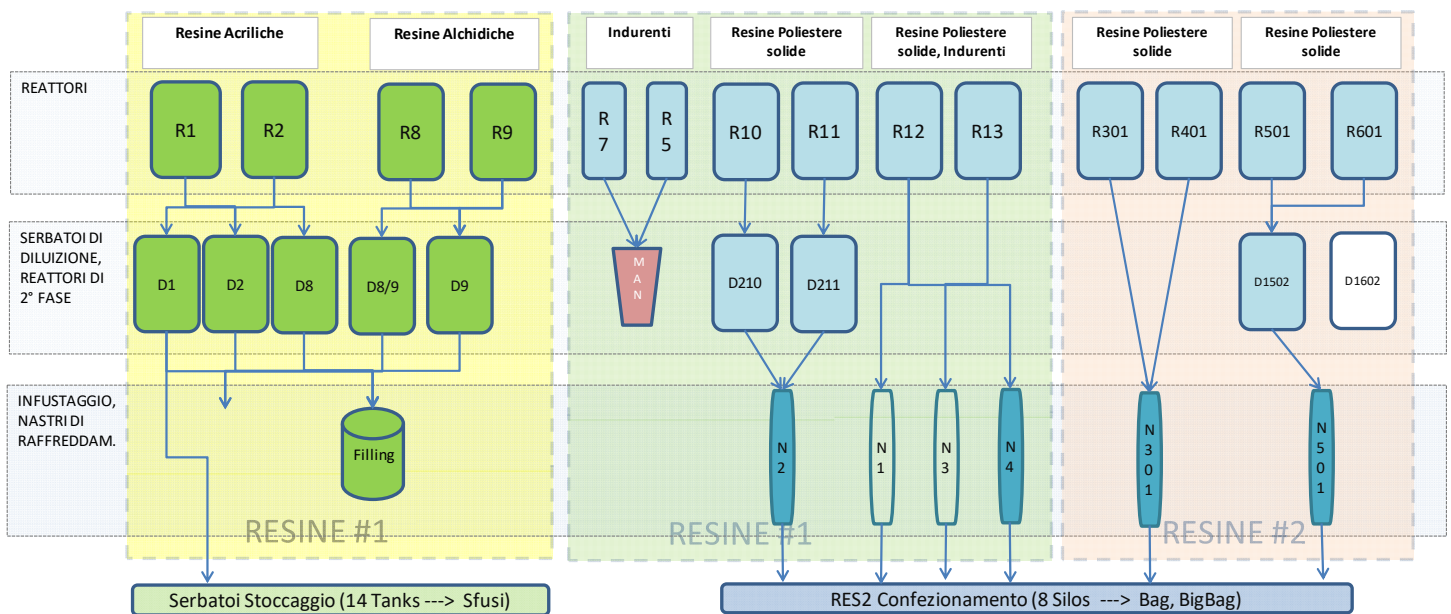 Resine Acriliche
Resine Alchidiche
Indurenti
Resine Poliestere
solide
Resine Poliestere
solide, Indurenti
Resine Poliestere
solide
Resine Poliestere
solide
REATTORI
R1
R2
R8
R9
R
7
R
5
R10
R11
R12
R13
R301
R401
R501
R601
SERBATOI DI
DILUIZIONE,
REATTORI DI
2° FASE
D1
D2
D8
D8/9
D9
M
A
N
D210
D211
D1502
D1602
INFUSTAGGIO,
NASTRI DI
RAFFREDDAM.
Filling
N
2
N
1
N
3
N
4
N
3
0
1
N
5
0
1
RESINE #1
RESINE #1
RESINE #2
Serbatoi Stoccaggio (14 Tanks ---> Sfusi)
RES2 Confezionamento (8 Silos ---> Bag, BigBag)